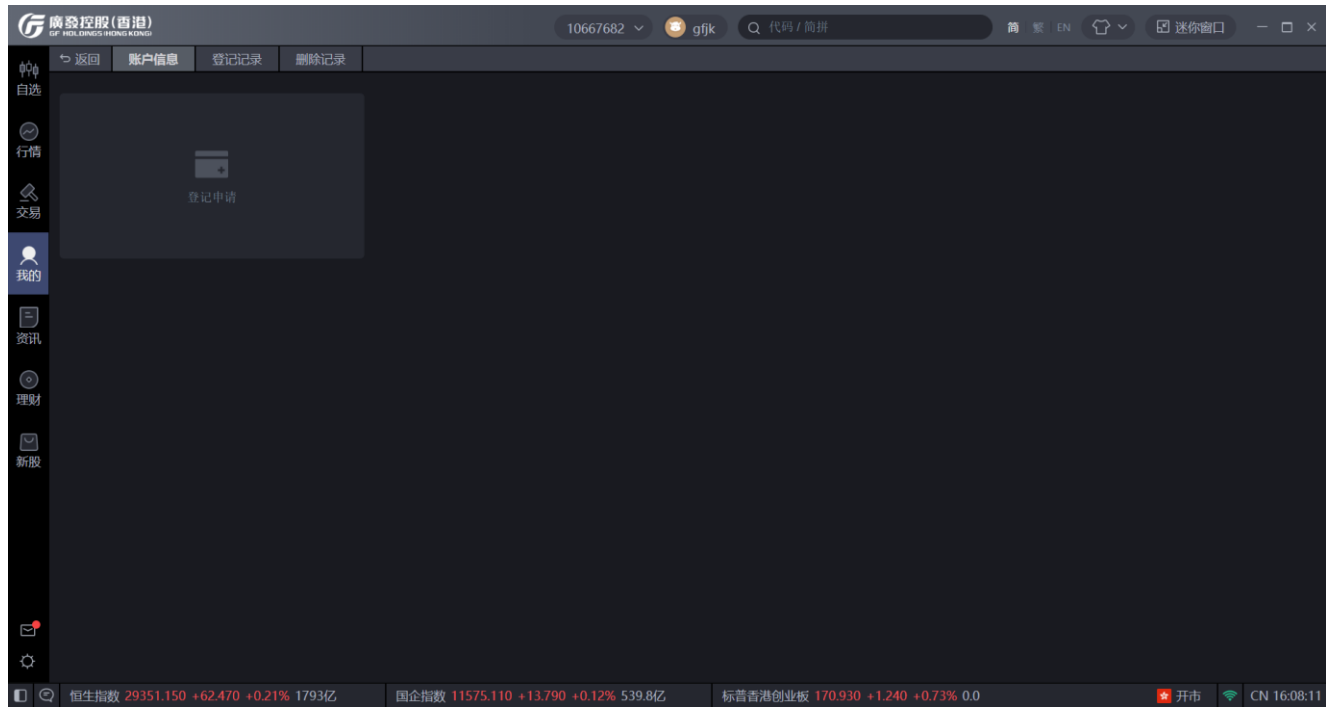 廣發控股(香港)
GF HOLDINGS (HONG KONG)
10667682
gfjk
代码 / 简拼
简 繁 EN
迷你窗口
返回 账户信息 登记记录 删除记录
自选
行情
交易
我的
资讯
理财
新股
登记申请
恒生指数 29351.150 +62.470 +0.21% 1793亿 国企指数 11575.110 +13.790 +0.12% 539.8亿 标普香港创业板 170.930 +1.240 +0.73% 0.0 开市 CN 16:08:11